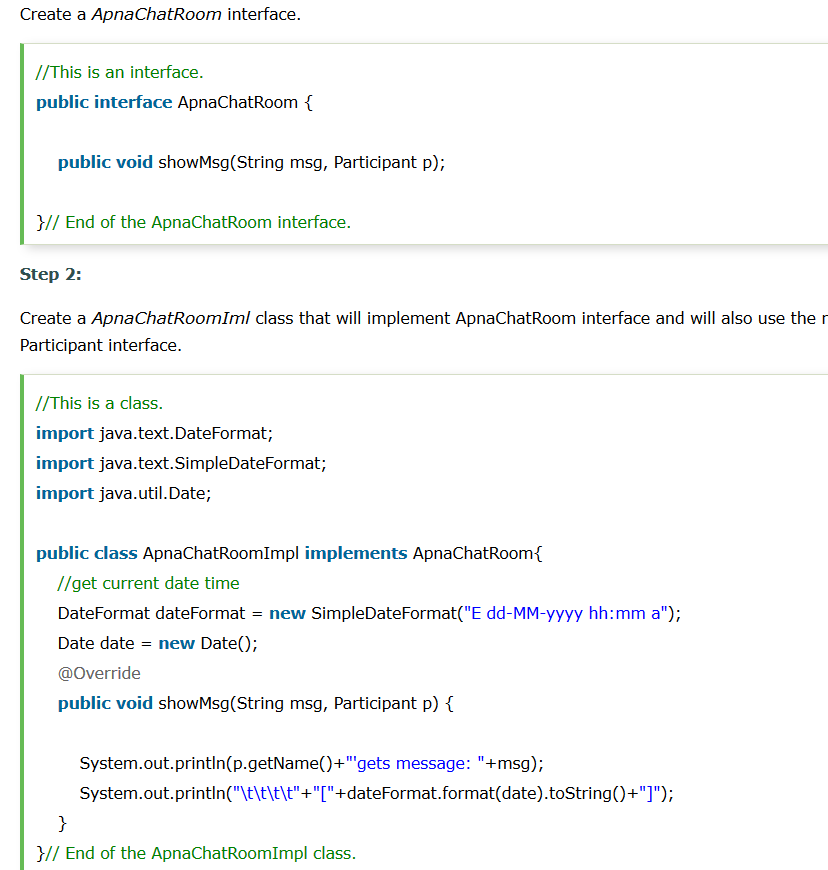 Create a ApnaChatRoom interface.
//This is an interface.
public interface ApnaChatRoom {
public void showMsg(String msg, Participant p);
}// End of the ApnaChatRoom interface.
Step 2:
Create a ApnaChatRoomIml class that will implement ApnaChatRoom interface and will also use the
Participant interface.
//This is a class.
import java.text.DateFormat;
import java.text.SimpleDateFormat;
import java.util.Date;
public class ApnaChatRoomImpl implements ApnaChatRoom{
//get current date time
DateFormat dateFormat = new SimpleDateFormat("E dd-MM-yyyy hh:mm a");
Date date = new Date();
@Override
public void showMsg(String msg, Participant p) {
System.out.println(p.getName()+"'gets message: "+msg);
System.out.println("\t\t\t\t"+"["+dateFormat.format(date).toString()+"]");
}
}// End of the ApnaChatRoomImpl class.